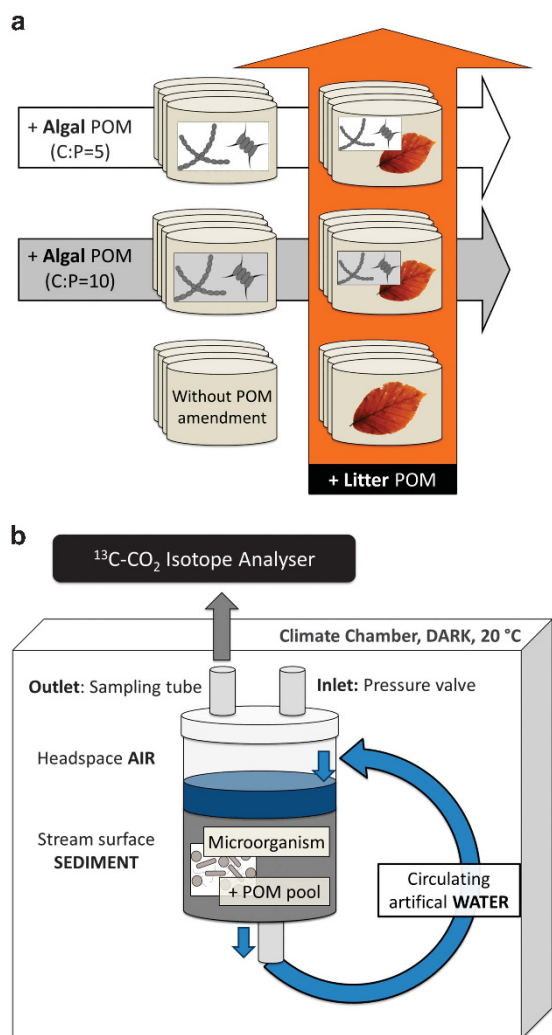 a
+ Algal POM
(C:P=5)
+ Algal POM
(C:P=10)
Without POM
amendment
+ Litter POM
b
¹³C-CO₂ Isotope Analyser
Climate Chamber, DARK, 20 °C
Outlet: Sampling tube
Inlet: Pressure valve
Headspace AIR
Stream surface
SEDIMENT
Microorganism
+ POM pool
Circulating
artifical WATER